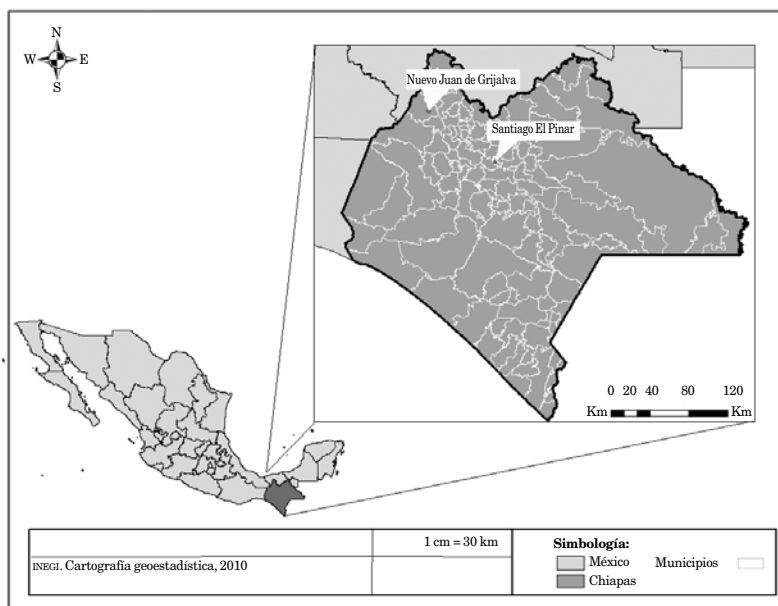 N
W E
S
Nuevo Juan de Grijalva
Santiago El Pinar
0 20 40 80 120
Km Km
1 cm = 30 km
INEGI. Cartografía geoestadística, 2010
Simbología:
México Municipios
Chiapas